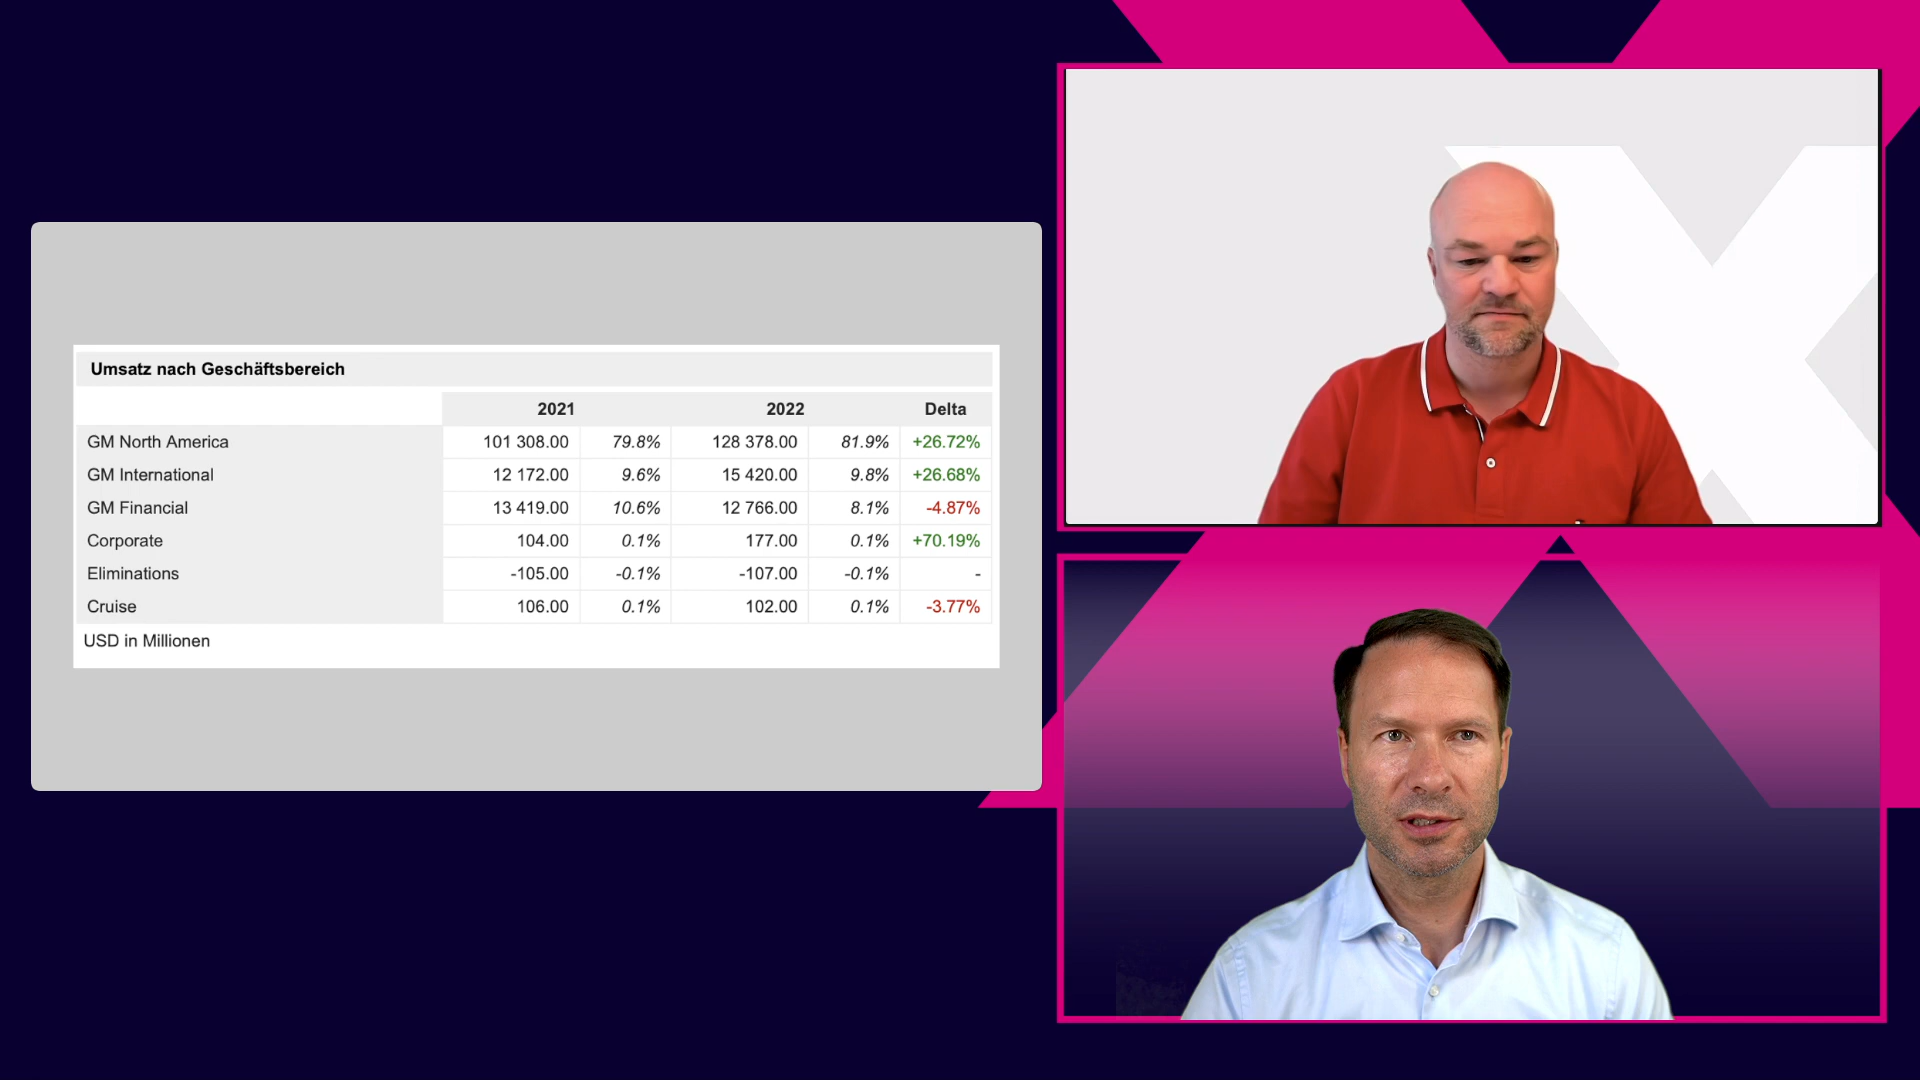 Umsatz nach Geschäftsbereich
2021 2022 Delta
GM North America 101 308.00 79.8% 128 378.00 81.9% +26.72%
GM International 12 172.00 9.6% 15 420.00 9.8% +26.68%
GM Financial 13 419.00 10.6% 12 766.00 8.1% -4.87%
Corporate 104.00 0.1% 177.00 0.1% +70.19%
Eliminations -105.00 -0.1% -107.00 -0.1% -
Cruise 106.00 0.1% 102.00 0.1% -3.77%
USD in Millionen